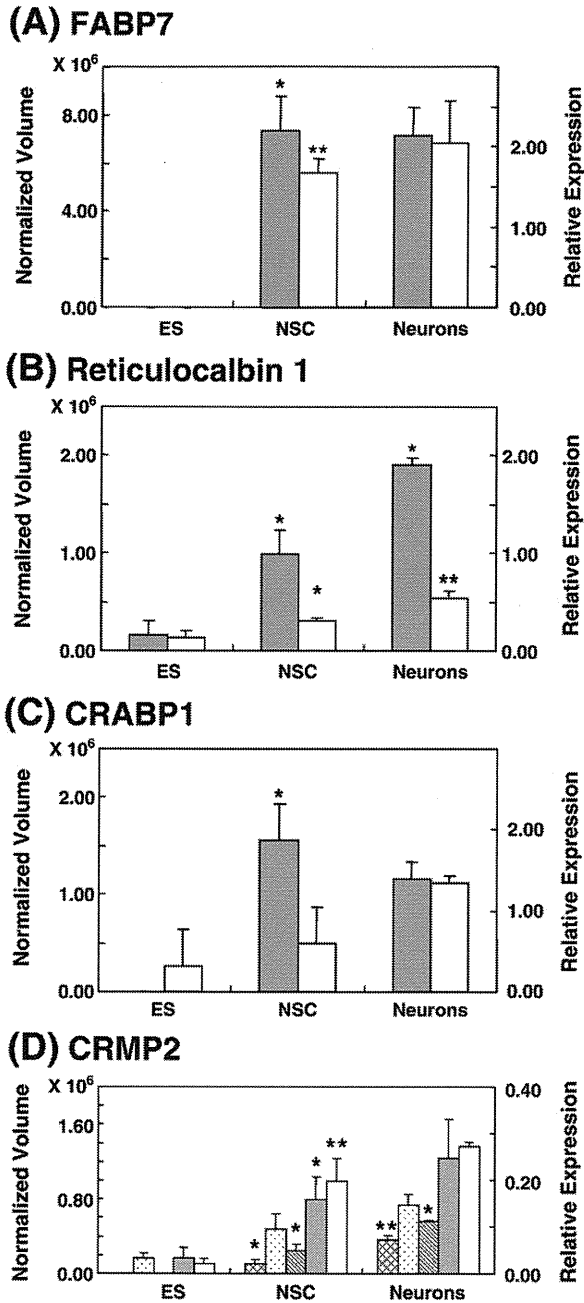 (A) FABP7
X 10⁶
Normalized Volume
8.00
4.00
0.00
Relative Expression
2.00
1.00
0.00
*
**
ES NSC Neurons
(B) Reticulocalbin 1
X 10⁶
Normalized Volume
2.00
1.00
0.00
Relative Expression
2.00
1.00
0.00
*
*
*
**
ES NSC Neurons
(C) CRABP1
X 10⁶
Normalized Volume
2.00
1.00
0.00
Relative Expression
2.00
1.00
0.00
*
ES NSC Neurons
(D) CRMP2
X 10⁶
Normalized Volume
1.60
0.80
0.00
Relative Expression
0.40
0.20
0.00
*
*
*
**
**
*
ES NSC Neurons